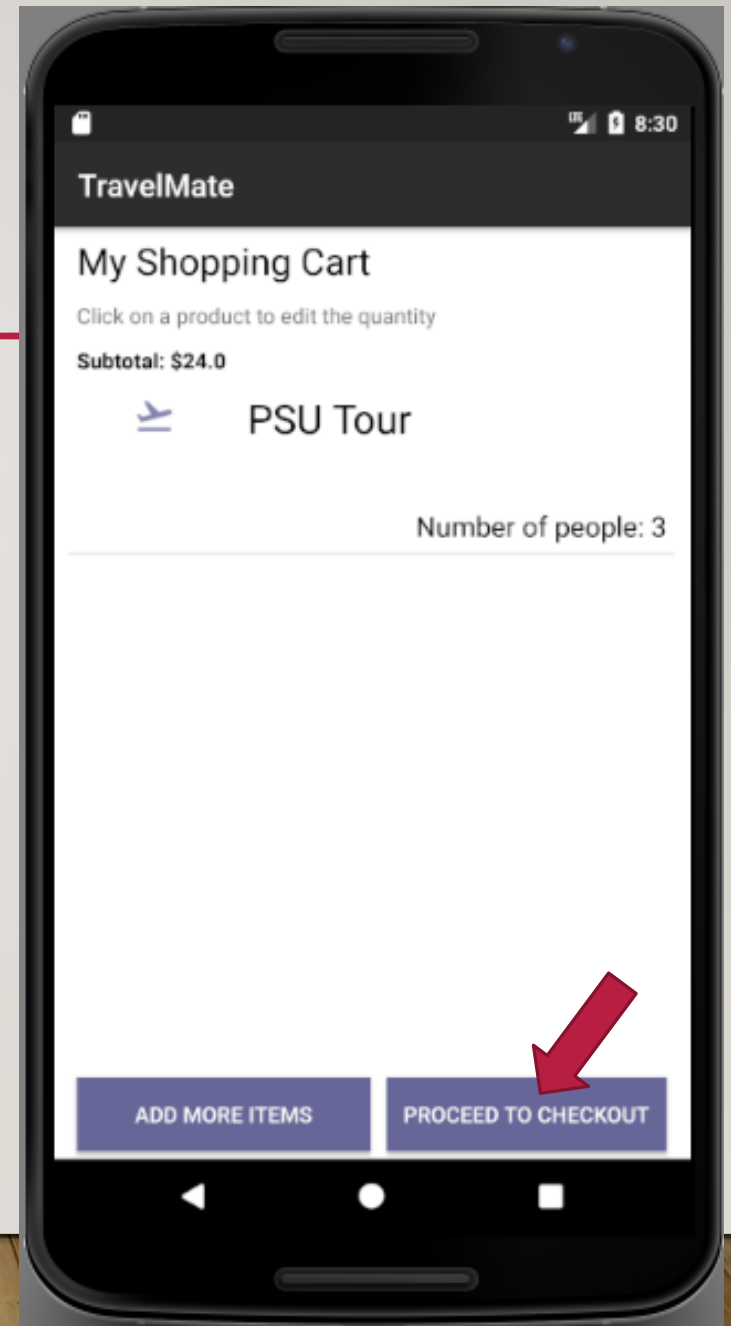 8:30
TravelMate
My Shopping Cart
Click on a product to edit the quantity
Subtotal: $24.0
PSU Tour
Number of people: 3
ADD MORE ITEMS
PROCEED TO CHECKOUT